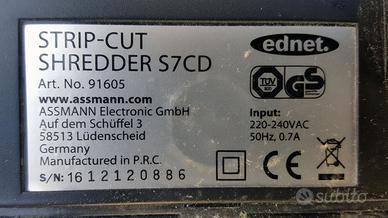 STRIP-CUT
SHREDDER S7CD
Art. No. 91605
www.assmann.com
ASSMANN Electronic GmbH
Auf dem Schüffel 3
58513 Lüdenscheid
Germany
Manufactured in P.R.C.
S/N: 1612120886
ednet.
TÜV
GS
Input:
220-240VAC
50Hz, 0.7A
subito